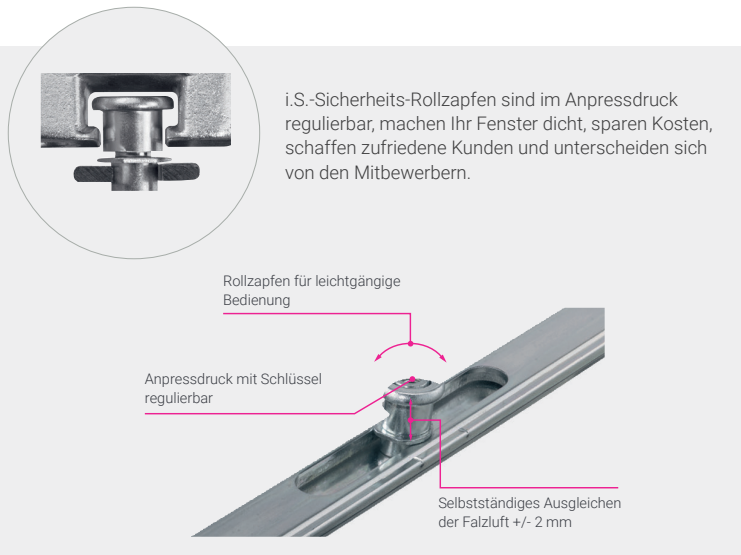 i.S.-Sicherheits-Rollzapfen sind im Anpressdruck
regulierbar, machen Ihr Fenster dicht, sparen Kosten,
schaffen zufriedene Kunden und unterscheiden sich
von den Mitbewerbern.
Rollzapfen für leichtgängige
Bedienung
Anpressdruck mit Schlüssel
regulierbar
Selbstständiges Ausgleichen
der Falzluft +/- 2 mm